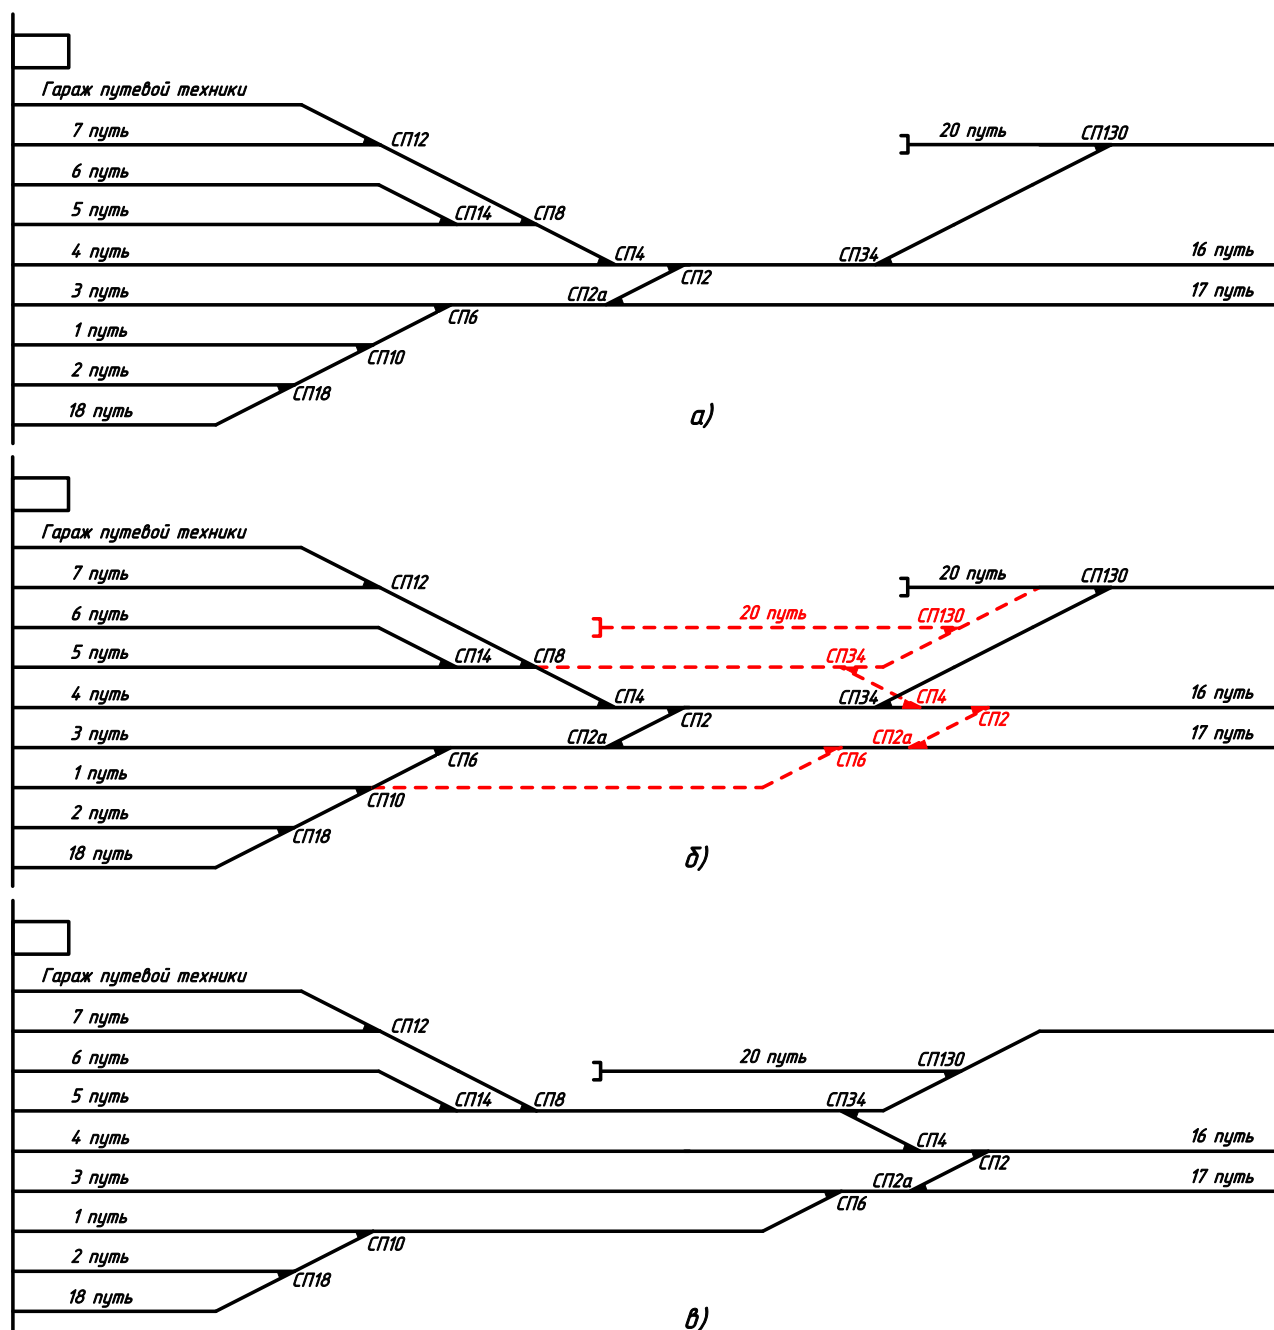 Гараж путевой техники
7 путь СП12 20 путь СП130
6 путь
5 путь СП14 СП8
4 путь СП4 СП34 16 путь
СП2
3 путь СП2а 17 путь
1 путь СП6
2 путь СП10
18 путь СП18
а)
Гараж путевой техники
7 путь СП12 20 путь СП130
6 путь 20 путь СП130
5 путь СП14 СП8 СП34
4 путь СП4 СП34 СП4 16 путь
СП2 СП2
3 путь СП2а СП2а 17 путь
1 путь СП6 СП6
2 путь СП10
18 путь СП18
б)
Гараж путевой техники
7 путь СП12
6 путь 20 путь СП130
5 путь СП14 СП8 СП34
4 путь СП4 16 путь
СП2
3 путь СП2а 17 путь
1 путь СП6
2 путь СП10
18 путь СП18
в)